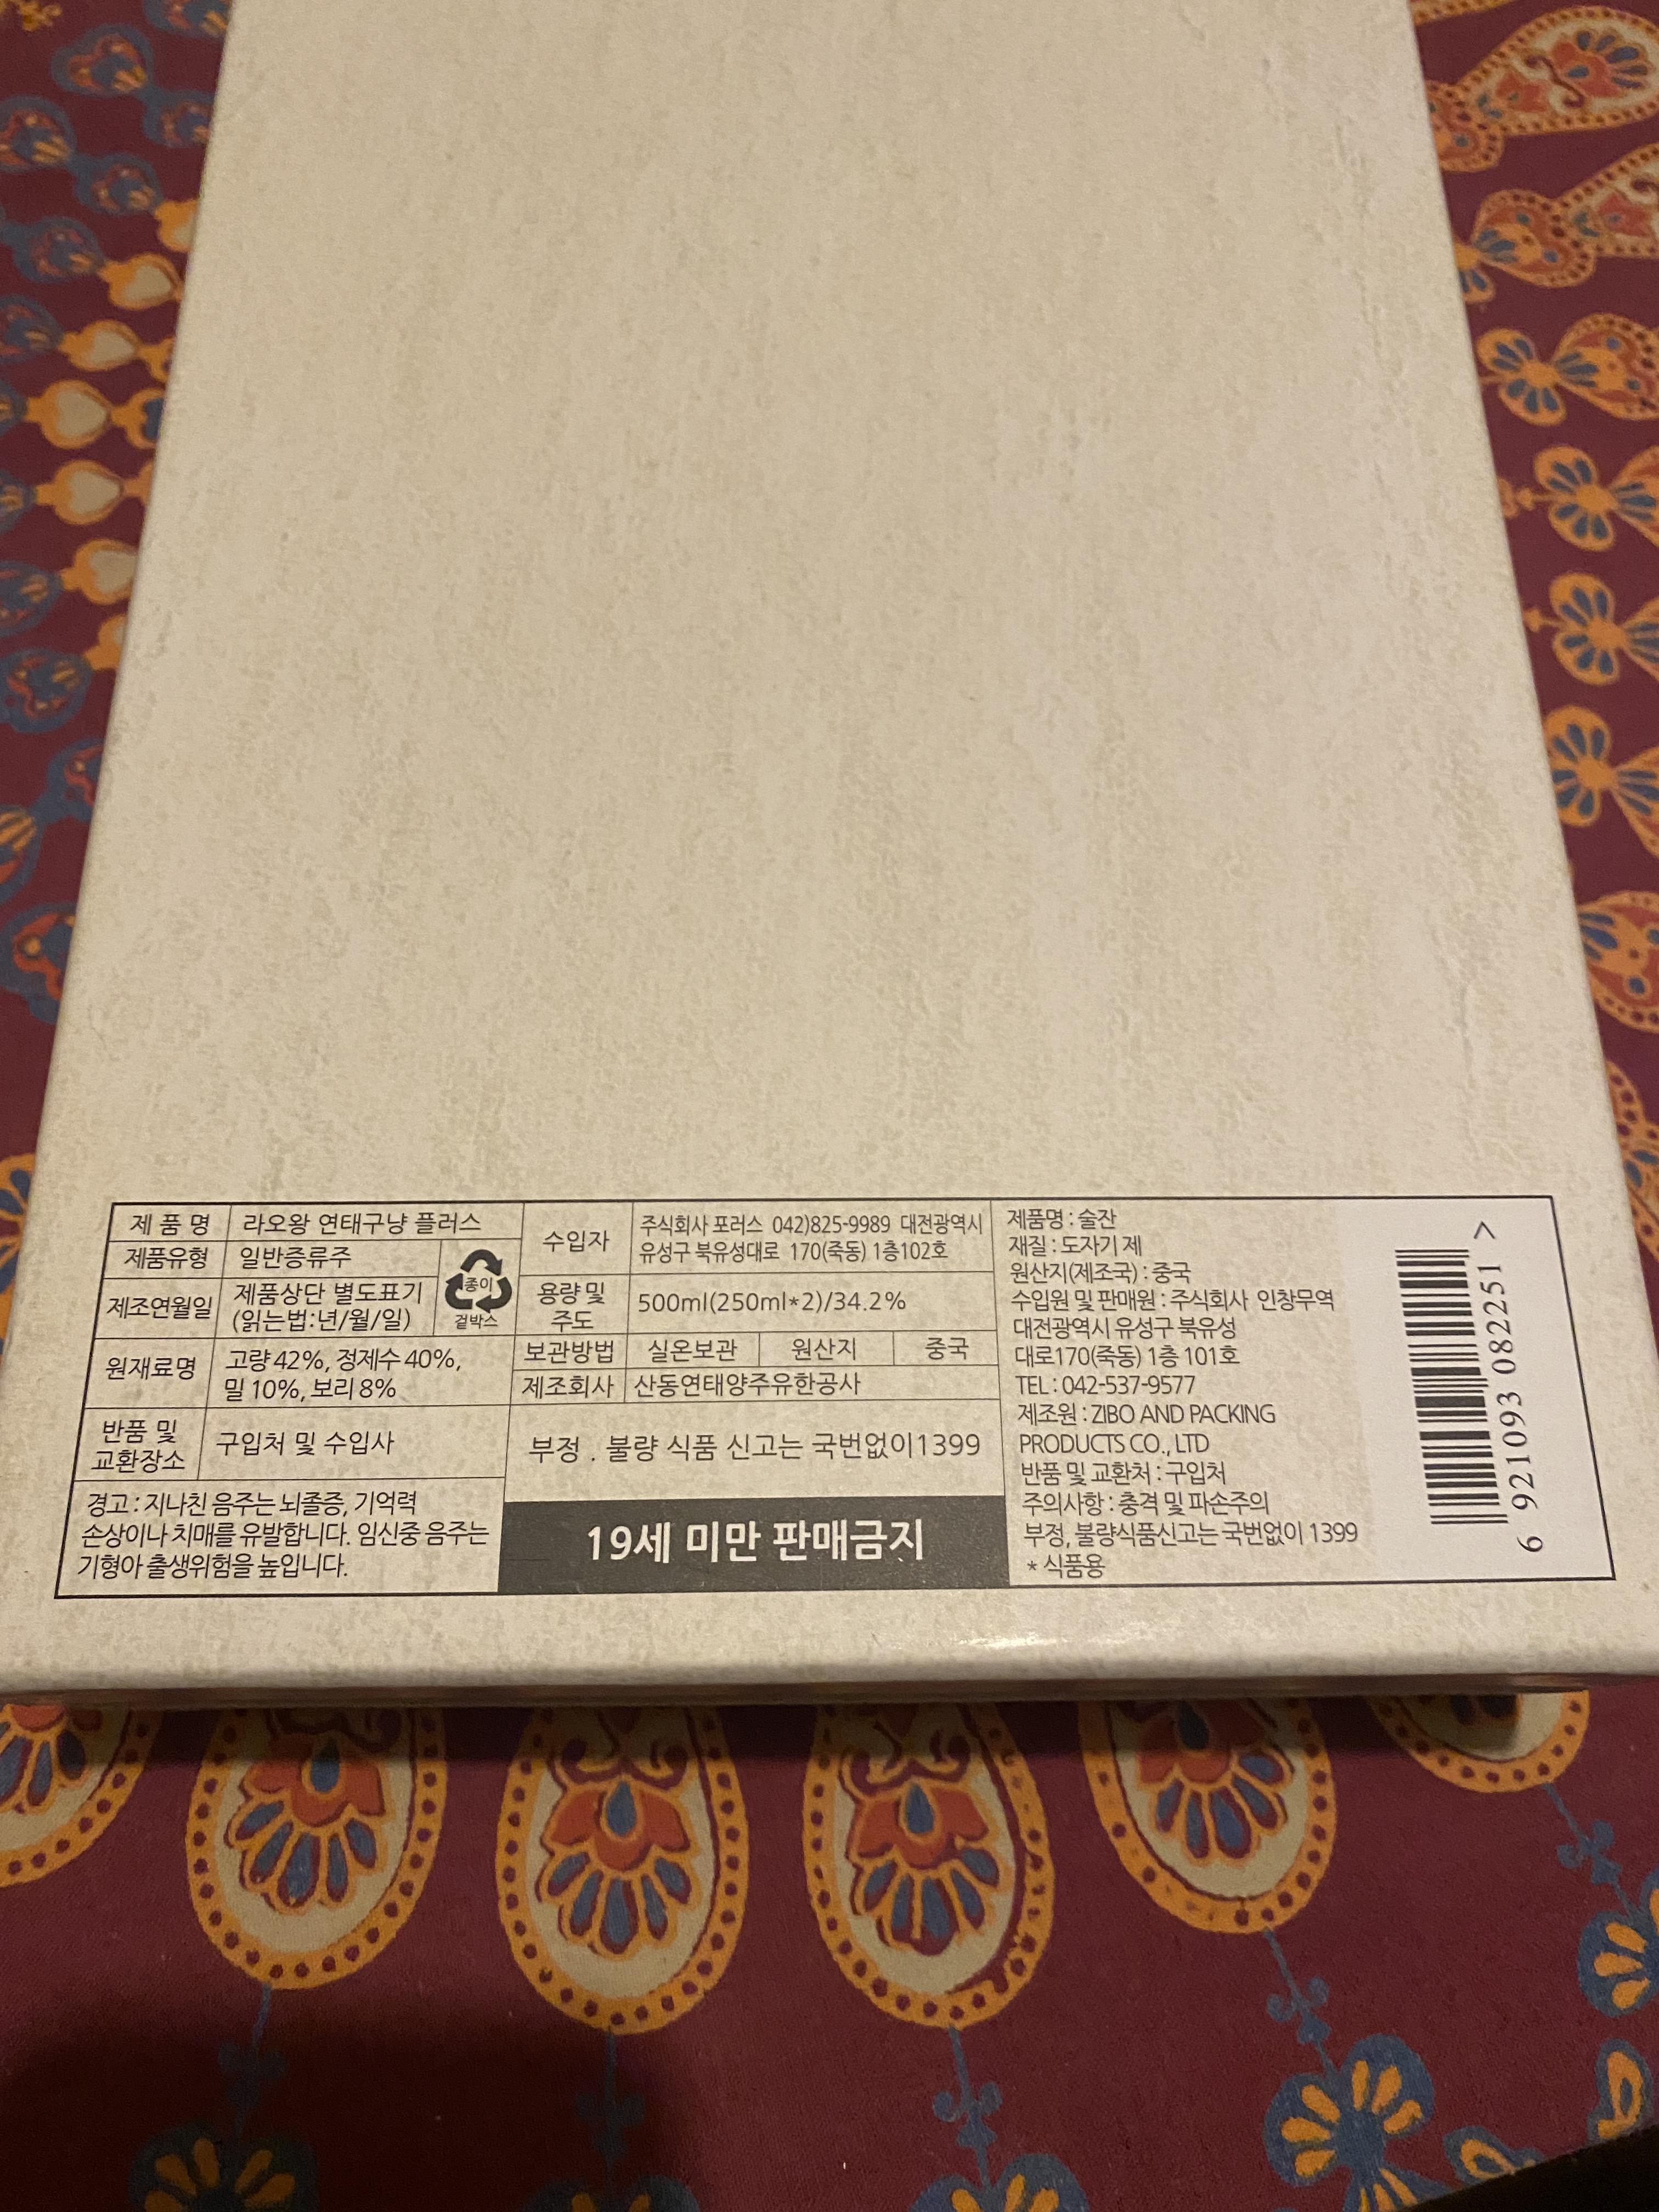 제 품 명
라오왕 연태구냥 플러스
제품유형
일반증류주
제조연월일
제품상단 별도표기
(읽는법:년/월/일)
종이
겉박스
원재료명
고량 42%, 정제수 40%,
밀 10%, 보리 8%
반품 및
교환장소
구입처 및 수입사
경고 : 지나친 음주는 뇌졸증, 기억력
손상이나 치매를 유발합니다. 임신중 음주는
기형아 출생위험을 높입니다.
수입자
주식회사 포러스 042)825-9989 대전광역시
유성구 북유성대로 170(죽동) 1층102호
용량 및
주도
500ml(250ml*2)/34.2%
보관방법
실온보관
원산지
중국
제조회사
산동연태양주유한공사
부정 . 불량 식품 신고는 국번없이1399
19세 미만 판매금지
제품명 : 술잔
재질 : 도자기 제
원산지(제조국) : 중국
수입원 및 판매원 : 주식회사 인창무역
대전광역시 유성구 북유성
대로170(죽동) 1층 101호
TEL : 042-537-9577
제조원 : ZIBO AND PACKING
PRODUCTS CO., LTD
반품 및 교환처 : 구입처
주의사항 : 충격 및 파손주의
부정, 불량식품신고는 국번없이 1399
* 식품용
6 921093 082251 >